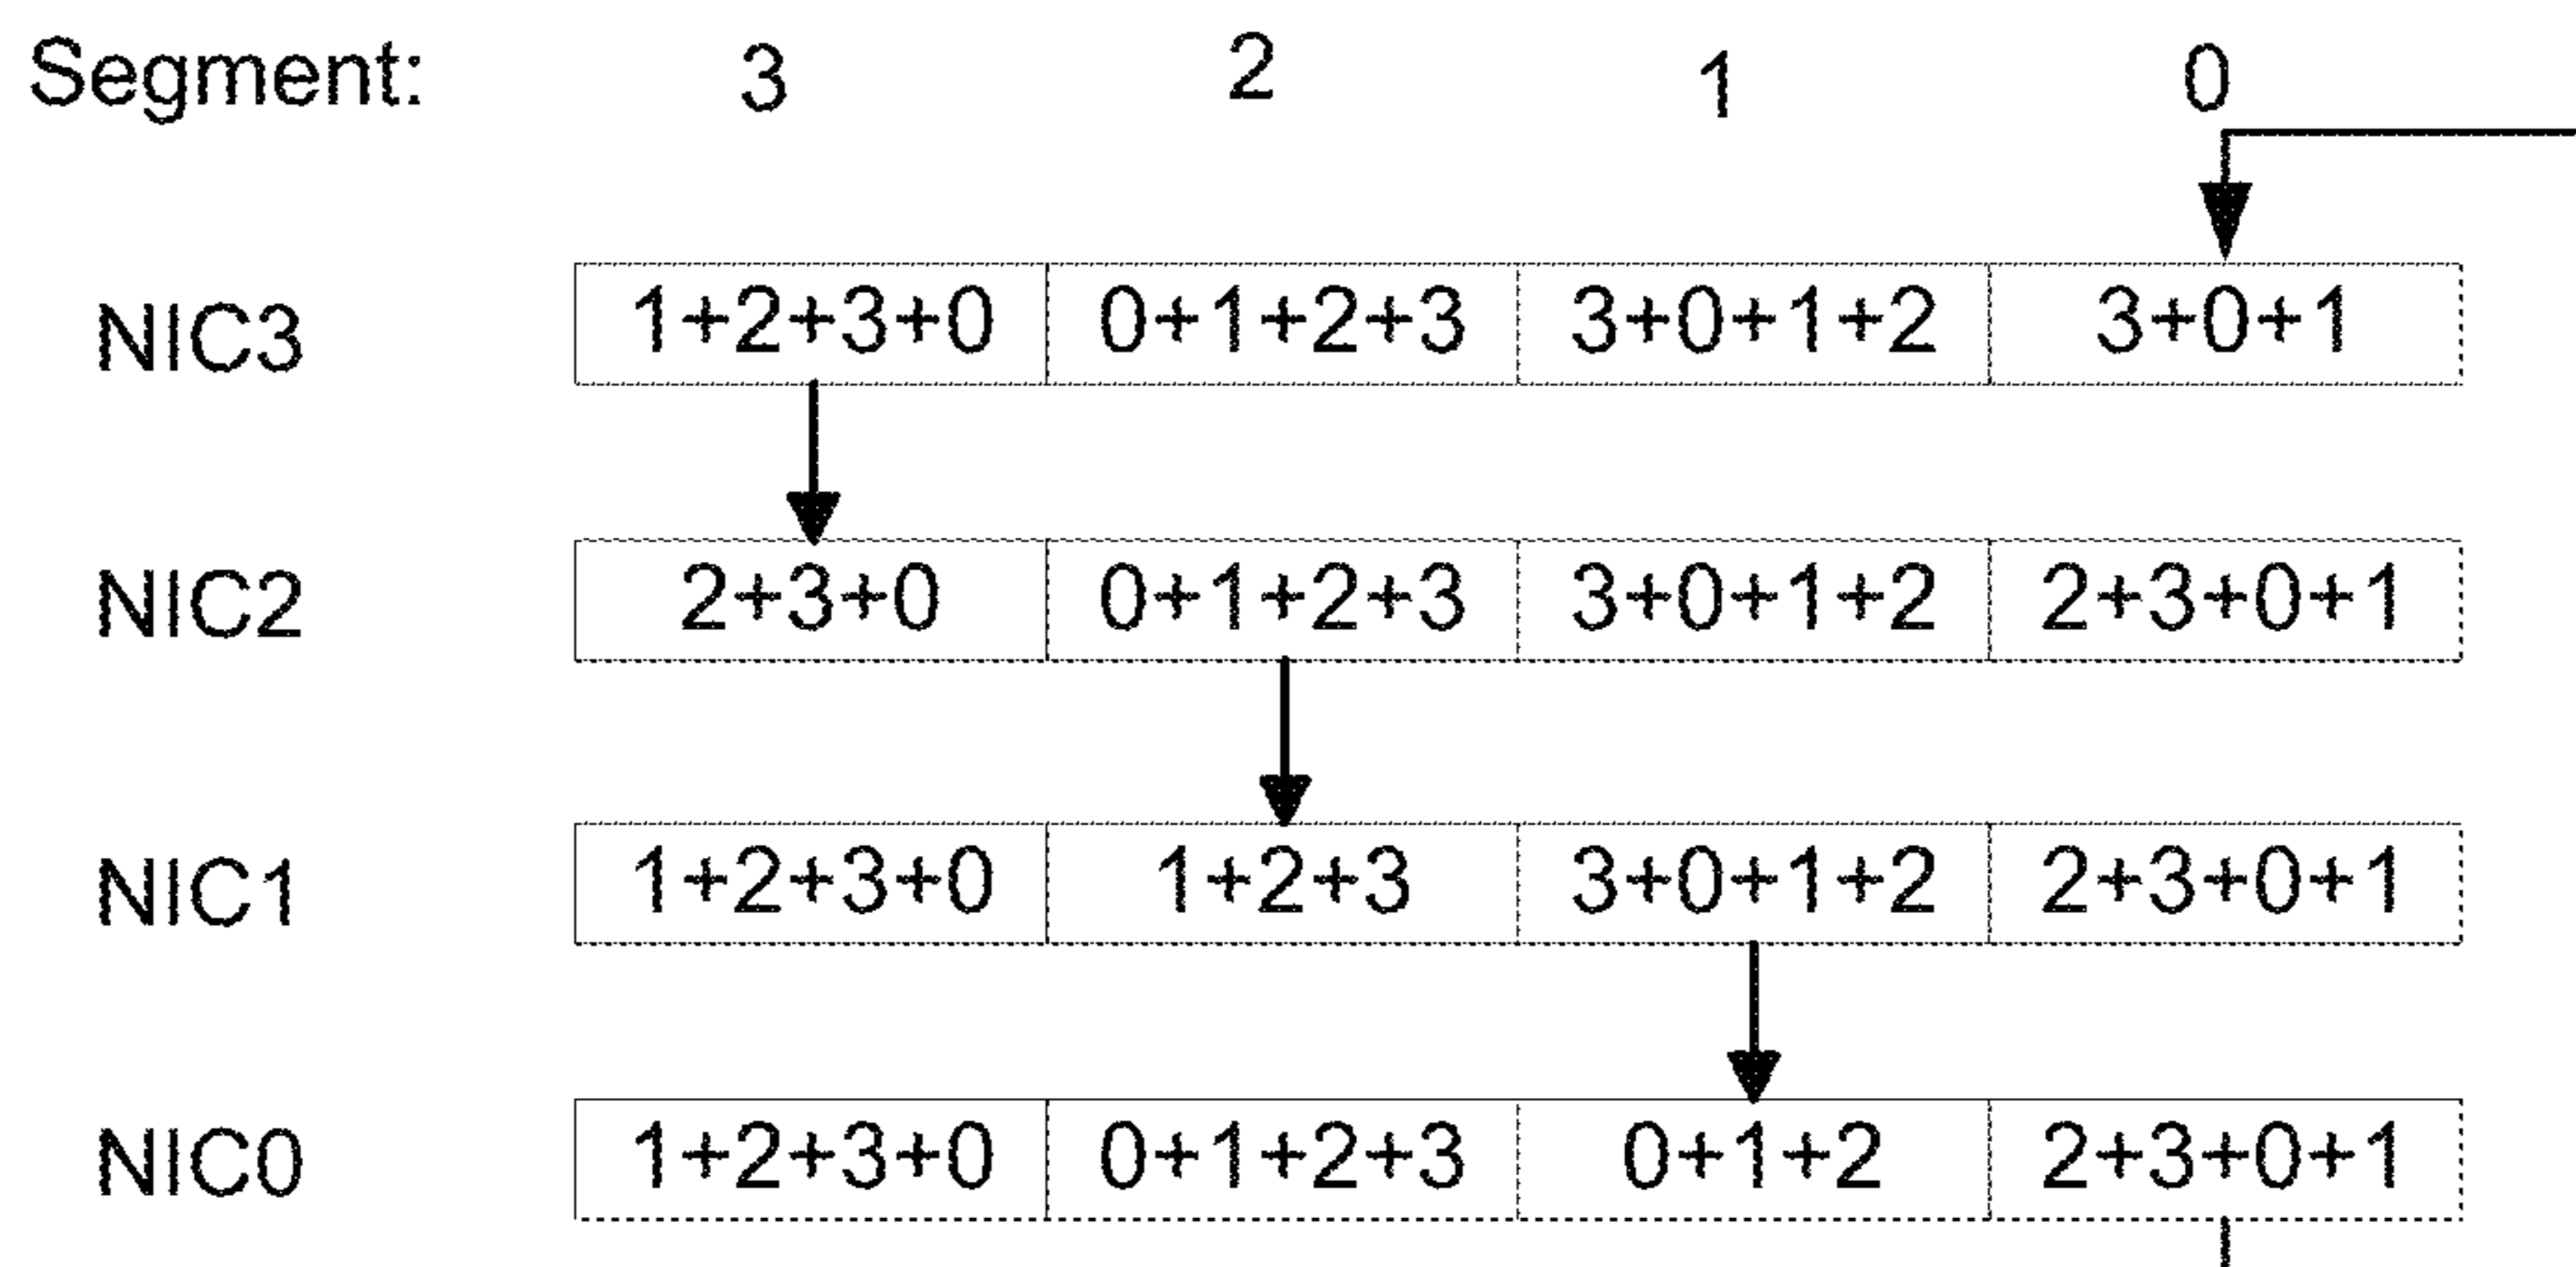 Segment: 3 2 1 0
NIC3 1+2+3+0 0+1+2+3 3+0+1+2 3+0+1
NIC2 2+3+0 0+1+2+3 3+0+1+2 2+3+0+1
NIC1 1+2+3+0 1+2+3 3+0+1+2 2+3+0+1
NIC0 1+2+3+0 0+1+2+3 0+1+2 2+3+0+1